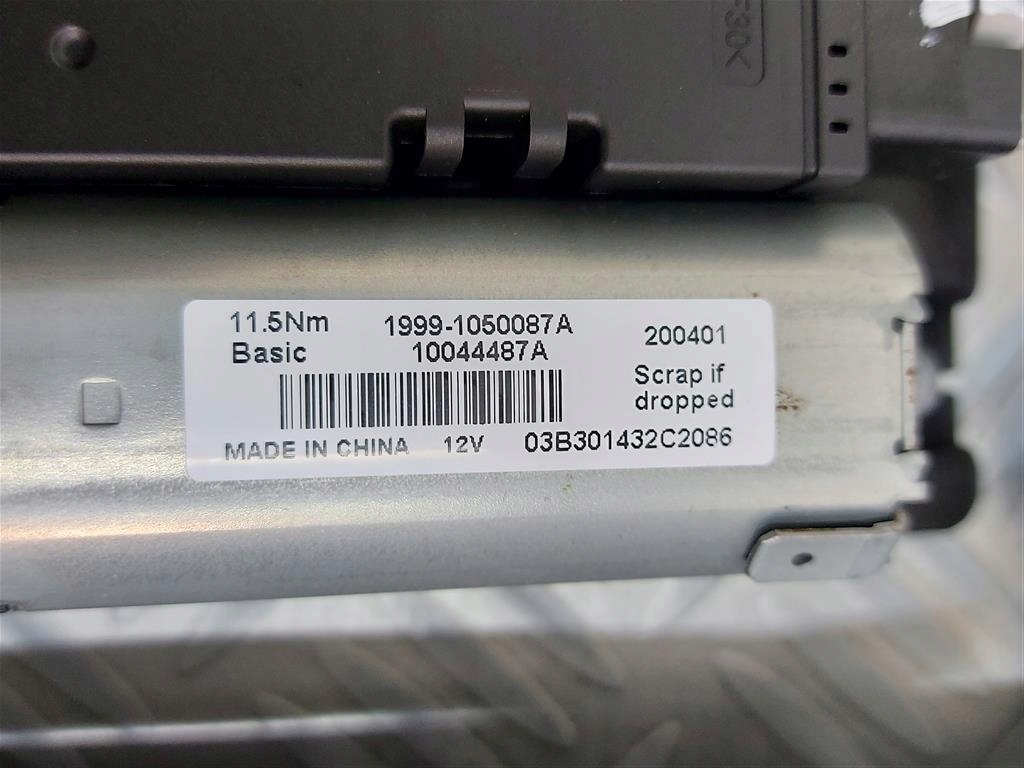 11.5Nm 1999-1050087A 200401
Basic 10044487A
Scrap if
dropped
MADE IN CHINA 12V 03B301432C2086